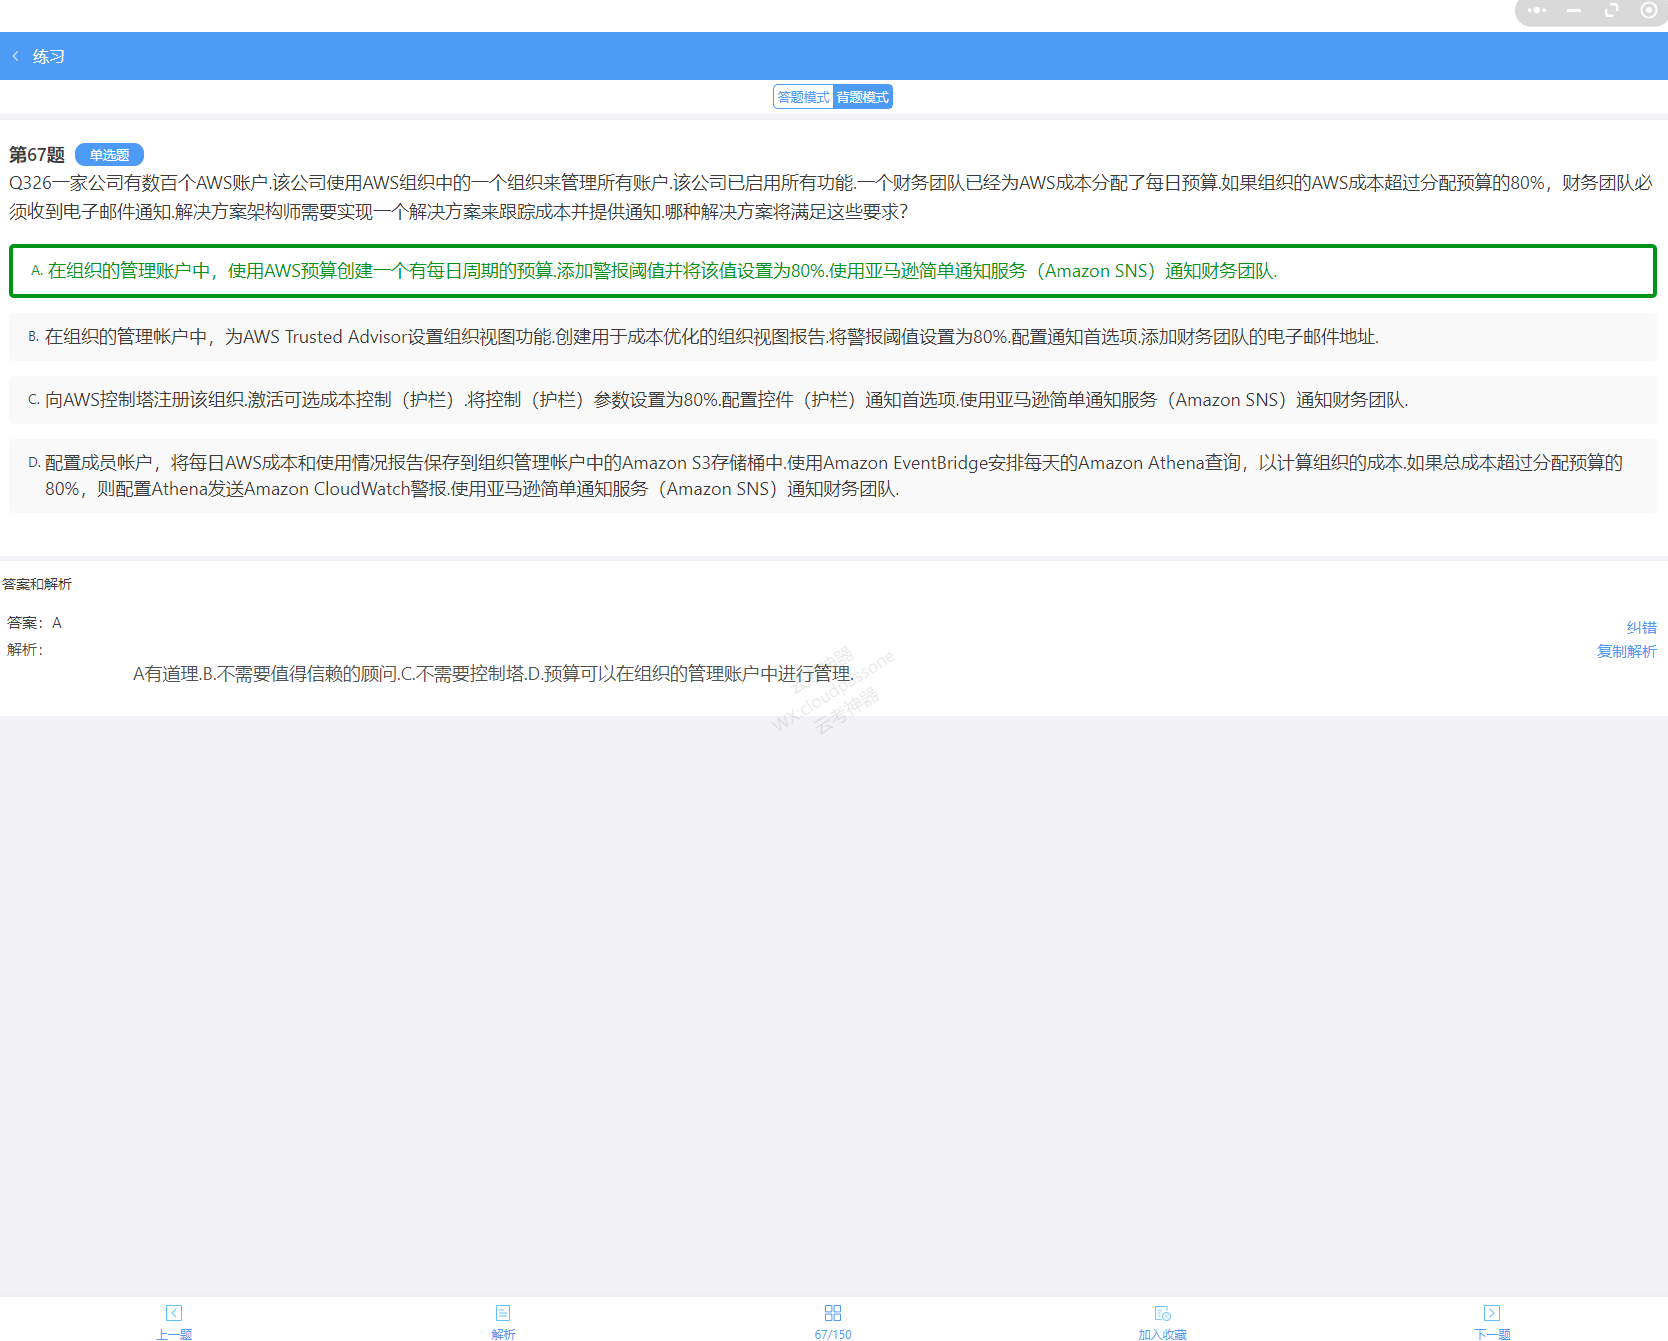 练习
答题模式 背题模式
第67题 单选题
Q326一家公司有数百个AWS账户.该公司使用AWS组织中的一个组织来管理所有账户.该公司已启用所有功能.一个财务团队已经为AWS成本分配了每日预算.如果组织的AWS成本超过分配预算的80%，财务团队必
须收到电子邮件通知.解决方案架构师需要实现一个解决方案来跟踪成本并提供通知.哪种解决方案将满足这些要求？
A. 在组织的管理账户中，使用AWS预算创建一个有每日周期的预算.添加警报阈值并将该值设置为80%.使用亚马逊简单通知服务（Amazon SNS）通知财务团队.
B. 在组织的管理帐户中，为AWS Trusted Advisor设置组织视图功能.创建用于成本优化的组织视图报告.将警报阈值设置为80%.配置通知首选项.添加财务团队的电子邮件地址.
C. 向AWS控制塔注册该组织.激活可选成本控制（护栏）.将控制（护栏）参数设置为80%.配置控件（护栏）通知首选项.使用亚马逊简单通知服务（Amazon SNS）通知财务团队.
D. 配置成员帐户，将每日AWS成本和使用情况报告保存到组织管理帐户中的Amazon S3存储桶中.使用Amazon EventBridge安排每天的Amazon Athena查询，以计算组织的成本.如果总成本超过分配预算的
80%，则配置Athena发送Amazon CloudWatch警报.使用亚马逊简单通知服务（Amazon SNS）通知财务团队.
答案和解析
答案：A
纠错
解析：
复制解析
A有道理.B.不需要值得信赖的顾问.C.不需要控制塔.D.预算可以在组织的管理账户中进行管理.
云考神器
WX:cloudpassone
云考神器
上一题 解析 67/150 加入收藏 下一题